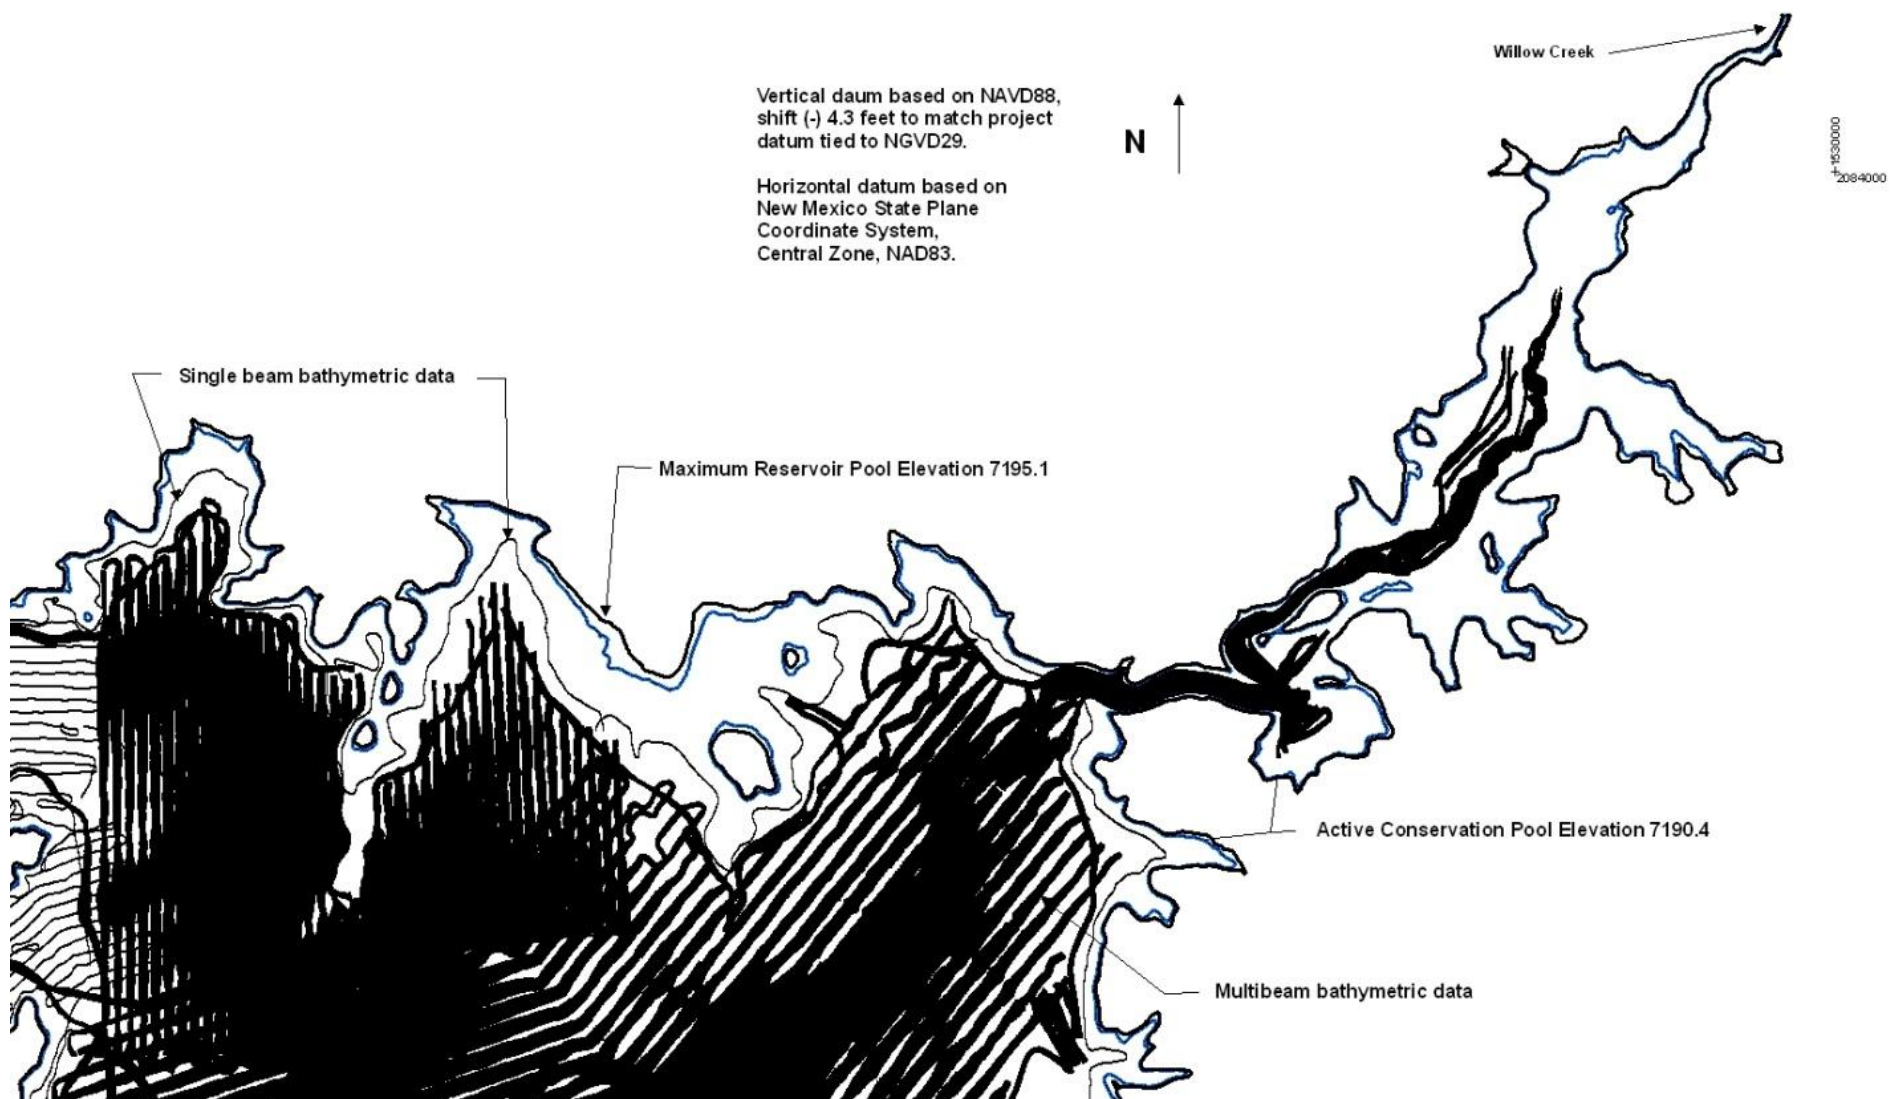 Willow Creek
Vertical daum based on NAVD88,
shift (-) 4.3 feet to match project
datum tied to NGVD29.
N
Horizontal datum based on
New Mexico State Plane
Coordinate System,
Central Zone, NAD83.
+1630000
2084000
Single beam bathymetric data
Maximum Reservoir Pool Elevation 7195.1
Active Conservation Pool Elevation 7190.4
Multibeam bathymetric data